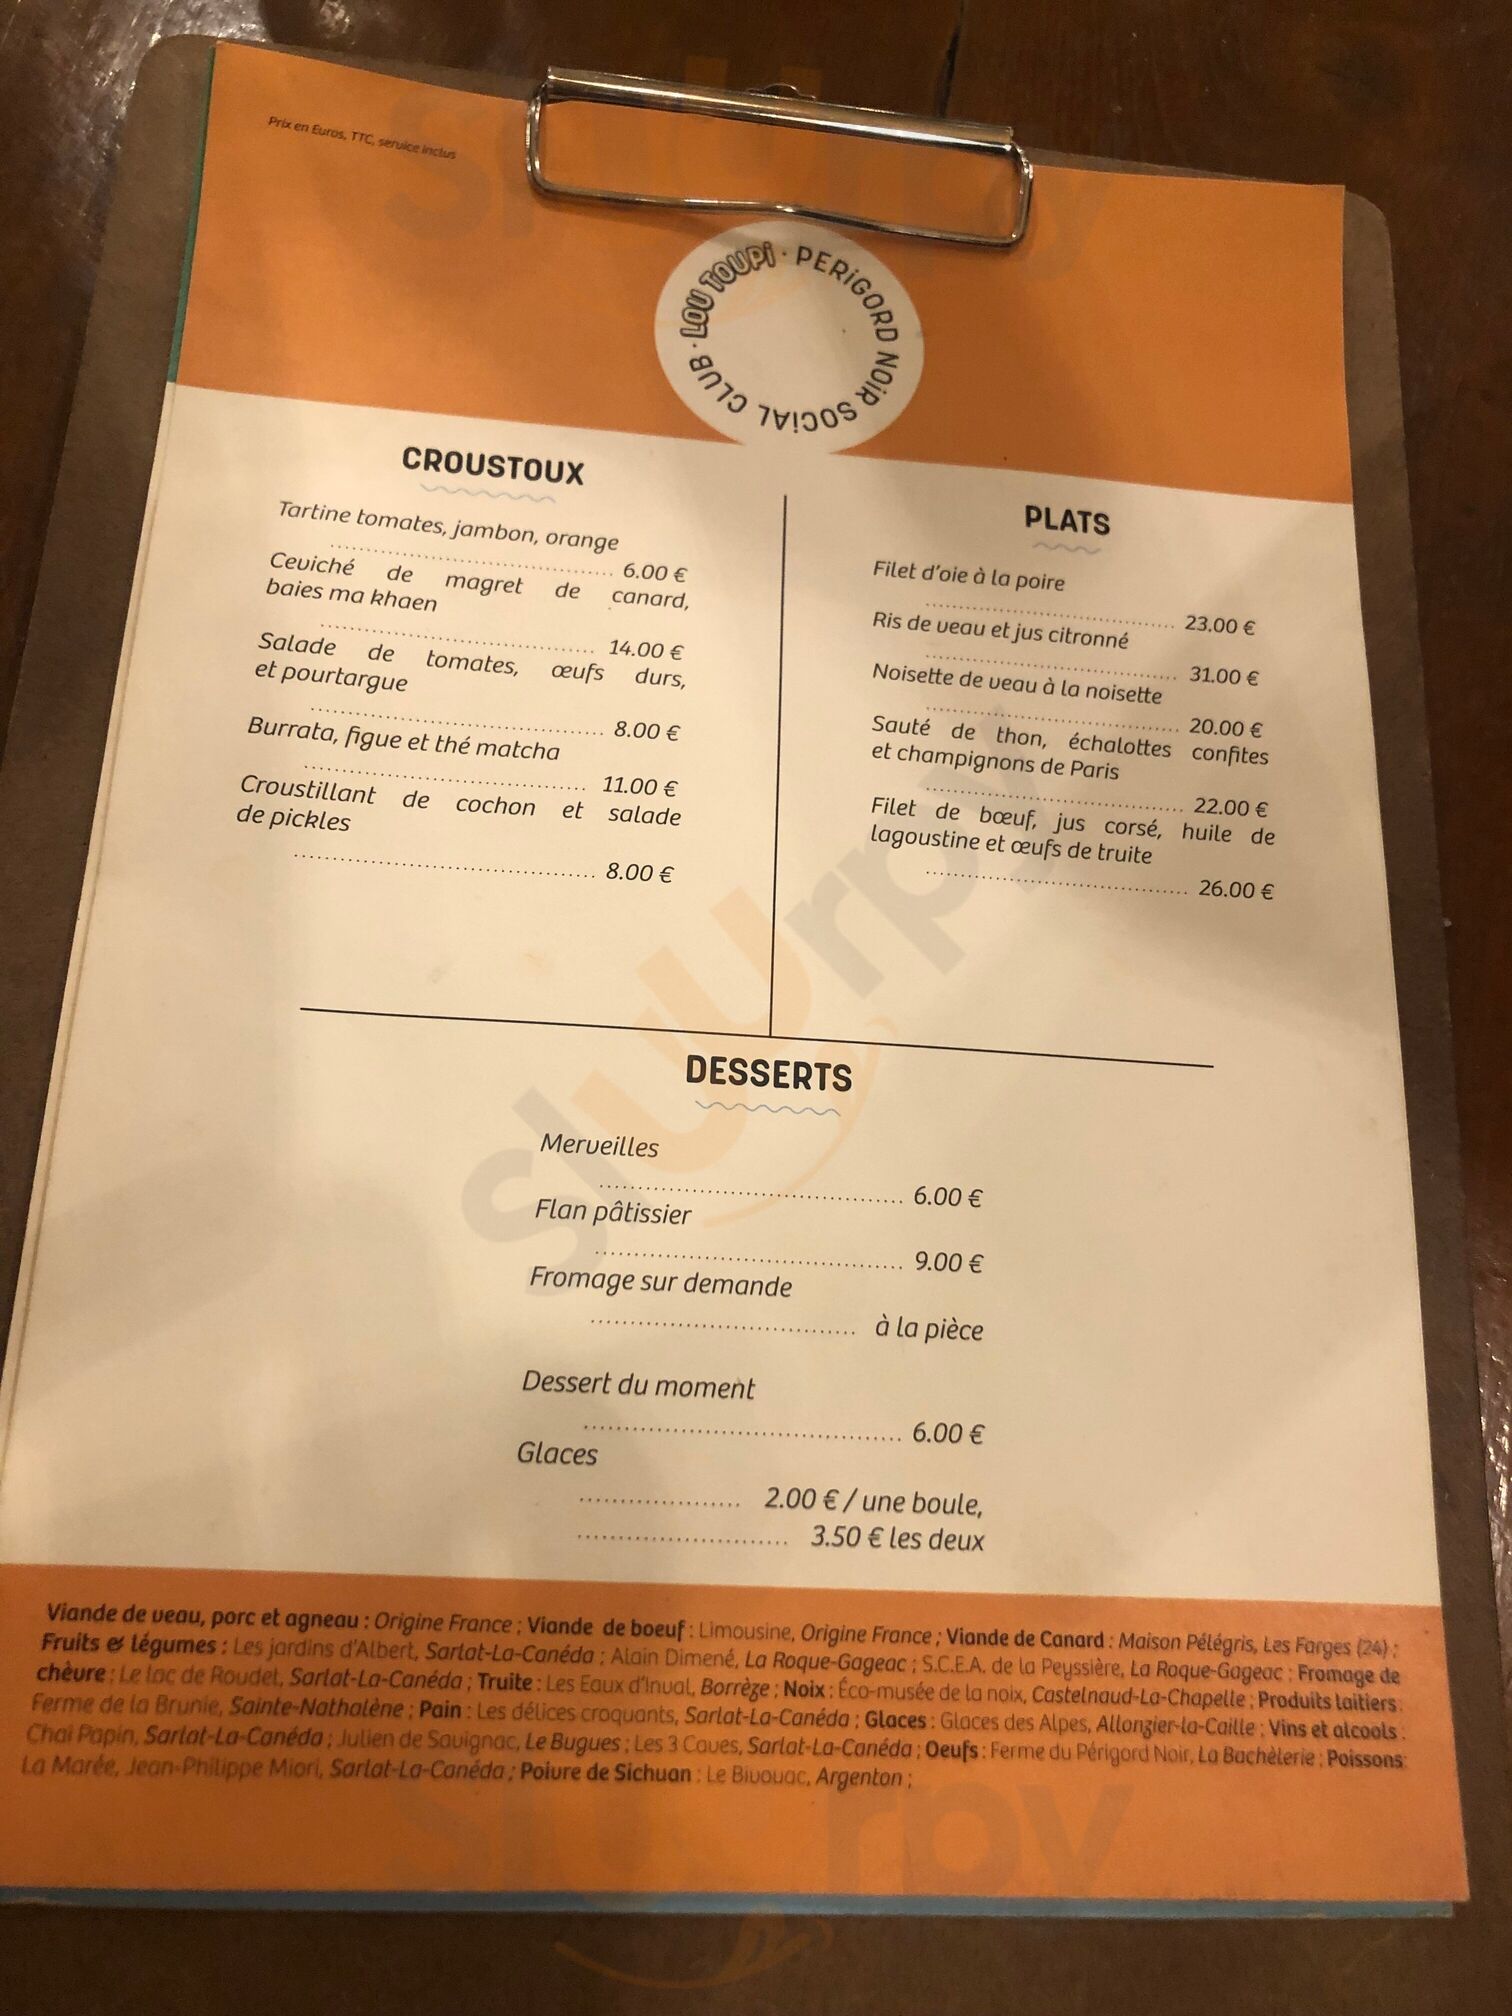 Prix en Euros, TTC, service inclus
LOU TOUPi · PERiGORD NOiR SOCiAL CLUB ·
CROUSTOUX
Tartine tomates, jambon, orange
.................................... 6.00 €
Ceviché de magret de canard,
baies ma khaen
.................................... 14.00 €
Salade de tomates, œufs durs,
et pourtargue
.................................... 8.00 €
Burrata, figue et thé matcha
.................................... 11.00 €
Croustillant de cochon et salade
de pickles
.................................... 8.00 €
PLATS
Filet d'oie à la poire
.................................... 23.00 €
Ris de veau et jus citronné
.................................... 31.00 €
Noisette de veau à la noisette
.................................... 20.00 €
Sauté de thon, échalottes confites
et champignons de Paris
.................................... 22.00 €
Filet de bœuf, jus corsé, huile de
lagoustine et œufs de truite
.................................... 26.00 €
DESSERTS
Merveilles
.................................... 6.00 €
Flan pâtissier
.................................... 9.00 €
Fromage sur demande
.................................... à la pièce
Dessert du moment
.................................... 6.00 €
Glaces
..................... 2.00 € / une boule,
........................... 3.50 € les deux
Viande de veau, porc et agneau : Origine France ; Viande de boeuf : Limousine, Origine France ; Viande de Canard : Maison Pélégris, Les Farges (24) ;
Fruits & légumes : Les jardins d'Albert, Sarlat-La-Canéda ; Alain Dimené, La Roque-Gageac ; S.C.E.A. de la Peyssière, La Roque-Gageac ; Fromage de
chèvre : Le lac de Roudel, Sarlat-La-Canéda ; Truite : Les Eaux d'Inval, Borrèze ; Noix : Éco-musée de la noix, Castelnaud-La-Chapelle ; Produits laitiers :
Ferme de la Brunie, Sainte-Nathalène ; Pain : Les délices croquants, Sarlat-La-Canéda ; Glaces : Glaces des Alpes, Allonzier-la-Caille ; Vins et alcools :
Chai Papin, Sarlat-La-Canéda ; Julien de Savignac, Le Bugues ; Les 3 Caves, Sarlat-La-Canéda ; Oeufs : Ferme du Périgord Noir, La Bachèlerie ; Poissons :
La Marée, Jean-Philippe Miori, Sarlat-La-Canéda ; Poivre de Sichuan : Le Bivouac, Argenton ;
sluurpy
sluurpy
sluurpy